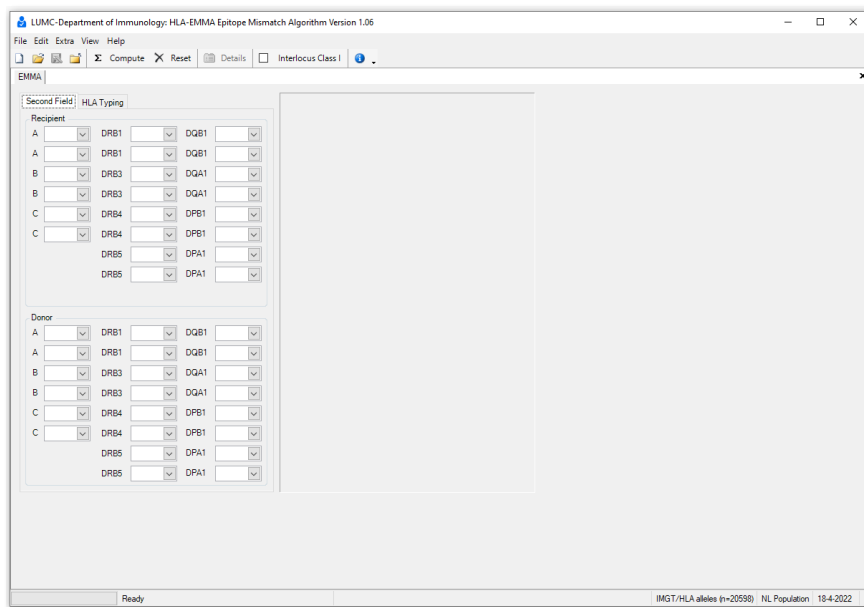 LUMC-Department of Immunology: HLA-EMMA Epitope Mismatch Algorithm Version 1.06
File Edit Extra View Help
Σ Compute Reset Details Interlocus Class I
EMMA
Second Field HLA Typing
Recipient
A DRB1 DQB1
A DRB1 DQB1
B DRB3 DQA1
B DRB3 DQA1
C DRB4 DPB1
C DRB4 DPB1
DRB5 DPA1
DRB5 DPA1
Donor
A DRB1 DQB1
A DRB1 DQB1
B DRB3 DQA1
B DRB3 DQA1
C DRB4 DPB1
C DRB4 DPB1
DRB5 DPA1
DRB5 DPA1
Ready IMGT/HLA alleles (n=20598) NL Population 18-4-2022